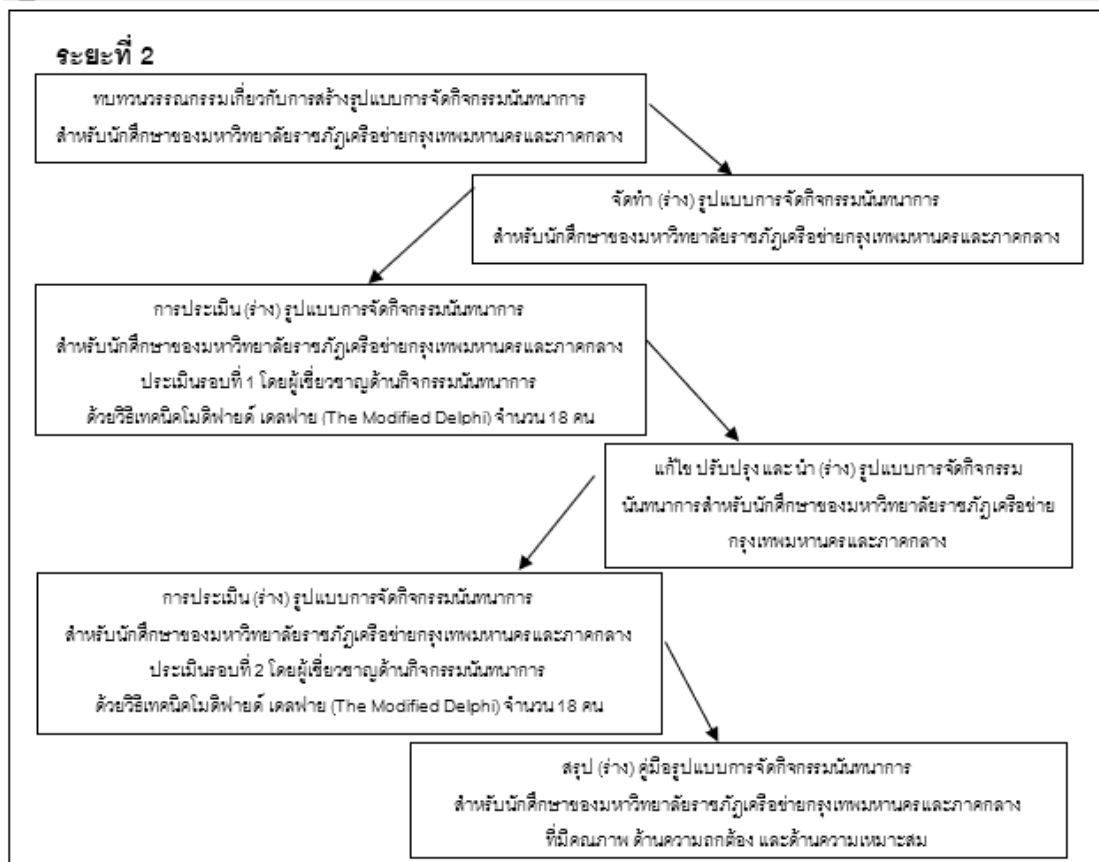 ระยะที่ 2
ทบทวนวรรณกรรมเกี่ยวกับการสร้างรูปแบบการจัดกิจกรรมนันทนาการ
สำหรับนักศึกษาของมหาวิทยาลัยราชภัฏเครือข่ายกรุงเทพมหานครและภาคกลาง
จัดทำ (ร่าง) รูปแบบการจัดกิจกรรมนันทนาการ
สำหรับนักศึกษาของมหาวิทยาลัยราชภัฏเครือข่ายกรุงเทพมหานครและภาคกลาง
การประเมิน (ร่าง) รูปแบบการจัดกิจกรรมนันทนาการ
สำหรับนักศึกษาของมหาวิทยาลัยราชภัฏเครือข่ายกรุงเทพมหานครและภาคกลาง
ประเมินรอบที่ 1 โดยผู้เชี่ยวชาญด้านกิจกรรมนันทนาการ
ด้วยวิธีเทคนิคโมดิฟายด์ เดลฟาย (The Modified Delphi) จำนวน 18 คน
แก้ไข ปรับปรุง และ นำ (ร่าง) รูปแบบการจัดกิจกรรม
นันทนาการสำหรับนักศึกษาของมหาวิทยาลัยราชภัฏเครือข่าย
กรุงเทพมหานครและภาคกลาง
การประเมิน (ร่าง) รูปแบบการจัดกิจกรรมนันทนาการ
สำหรับนักศึกษาของมหาวิทยาลัยราชภัฏเครือข่ายกรุงเทพมหานครและภาคกลาง
ประเมินรอบที่ 2 โดยผู้เชี่ยวชาญด้านกิจกรรมนันทนาการ
ด้วยวิธีเทคนิคโมดิฟายด์ เดลฟาย (The Modified Delphi) จำนวน 18 คน
สรุป (ร่าง) คู่มือรูปแบบการจัดกิจกรรมนันทนาการ
สำหรับนักศึกษาของมหาวิทยาลัยราชภัฏเครือข่ายกรุงเทพมหานครและภาคกลาง
ที่มีคุณภาพ ด้านความถูกต้อง และด้านความเหมาะสม